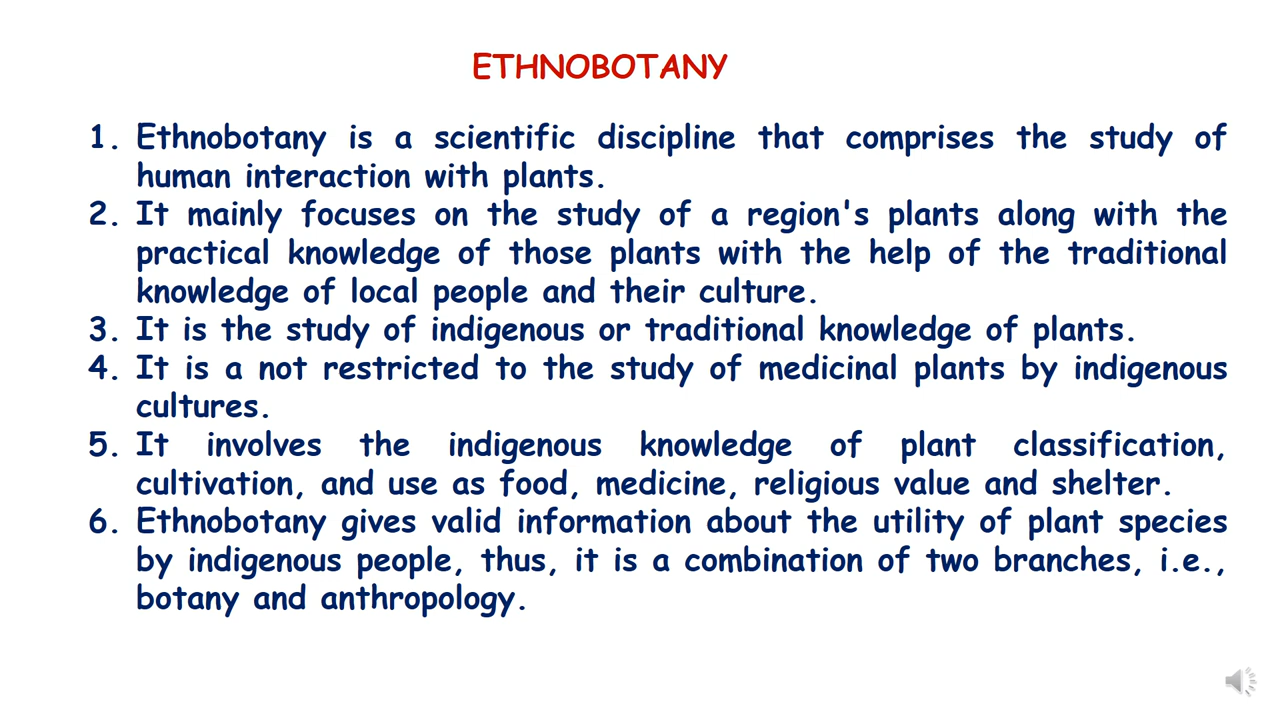 ETHNOBOTANY
1. Ethnobotany is a scientific discipline that comprises the study of
human interaction with plants.
2. It mainly focuses on the study of a region's plants along with the
practical knowledge of those plants with the help of the traditional
knowledge of local people and their culture.
3. It is the study of indigenous or traditional knowledge of plants.
4. It is a not restricted to the study of medicinal plants by indigenous
cultures.
5. It involves the indigenous knowledge of plant classification,
cultivation, and use as food, medicine, religious value and shelter.
6. Ethnobotany gives valid information about the utility of plant species
by indigenous people, thus, it is a combination of two branches, i.e.,
botany and anthropology.